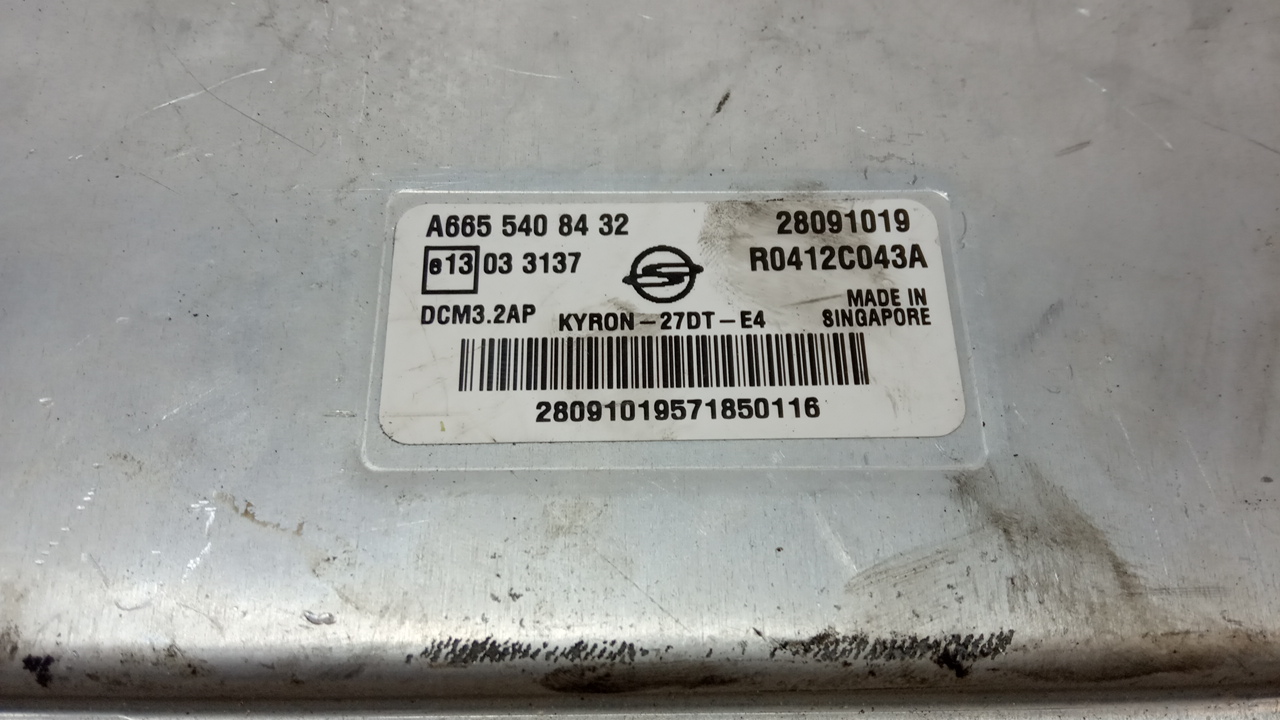 A665 540 84 32 28091019
e13 03 3137 R0412C043A
DCM3.2AP KYRON-27DT-E4 MADE IN SINGAPORE
28091019571850116